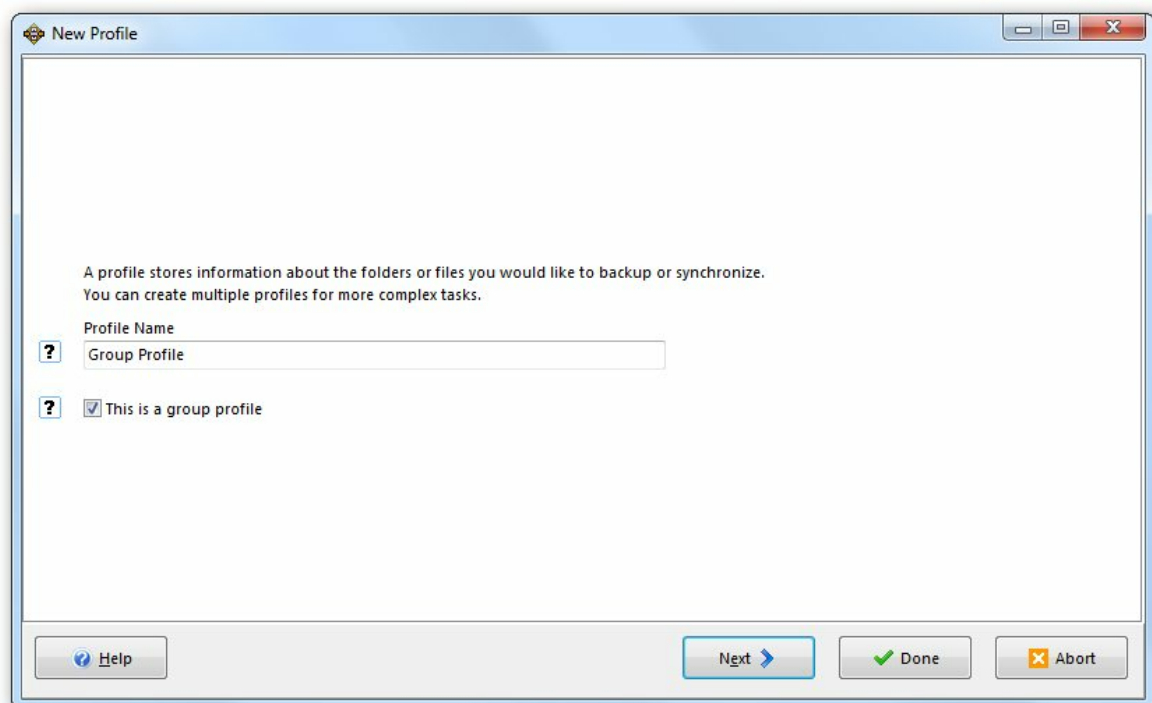 New Profile
A profile stores information about the folders or files you would like to backup or synchronize.
You can create multiple profiles for more complex tasks.
Profile Name
? Group Profile
? This is a group profile
Help Next Done Abort